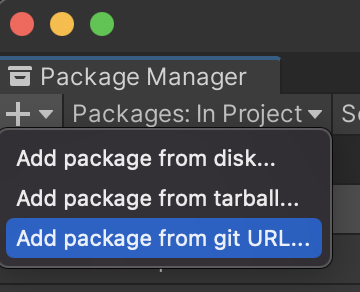 Package Manager
Packages: In Project
Add package from disk...
Add package from tarball...
Add package from git URL...